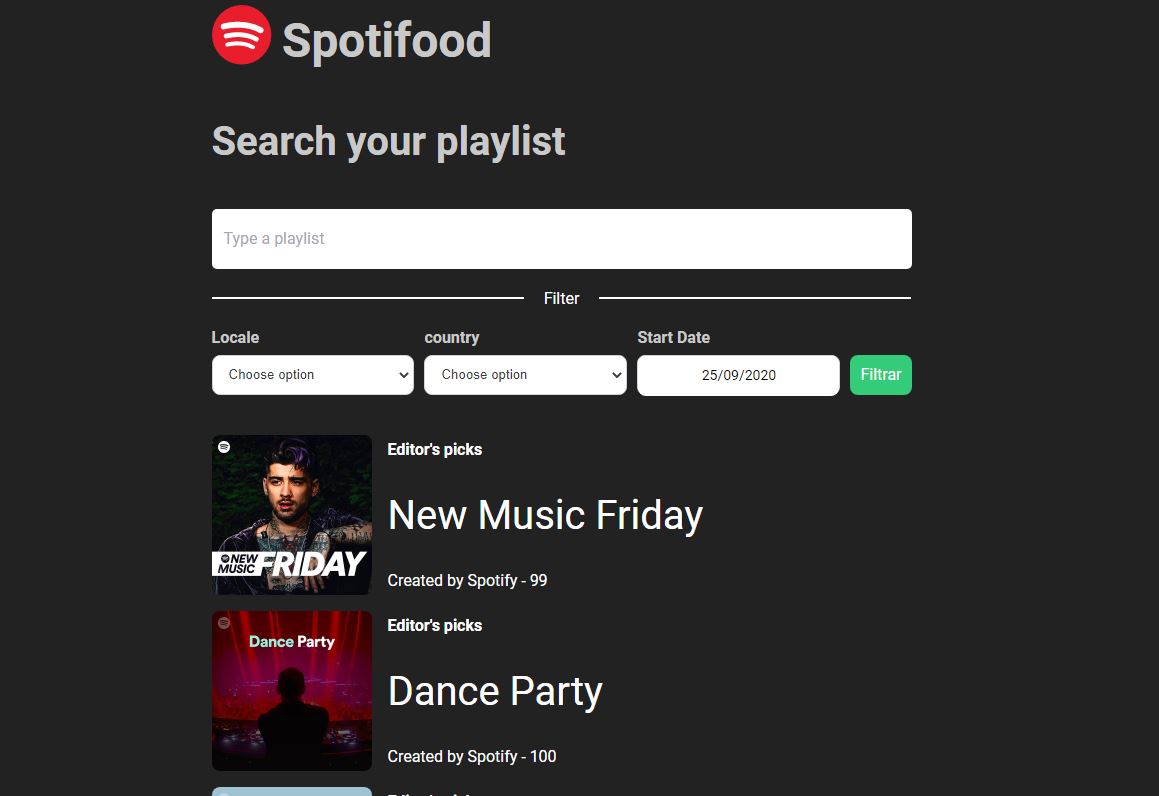 Spotifood
Search your playlist
Type a playlist
Filter
Locale
country
Start Date
Choose option
Choose option
25/09/2020
Filtrar
NEW
MUSIC
FRIDAY
Editor's picks
New Music Friday
Created by Spotify - 99
Dance Party
Editor's picks
Dance Party
Created by Spotify - 100